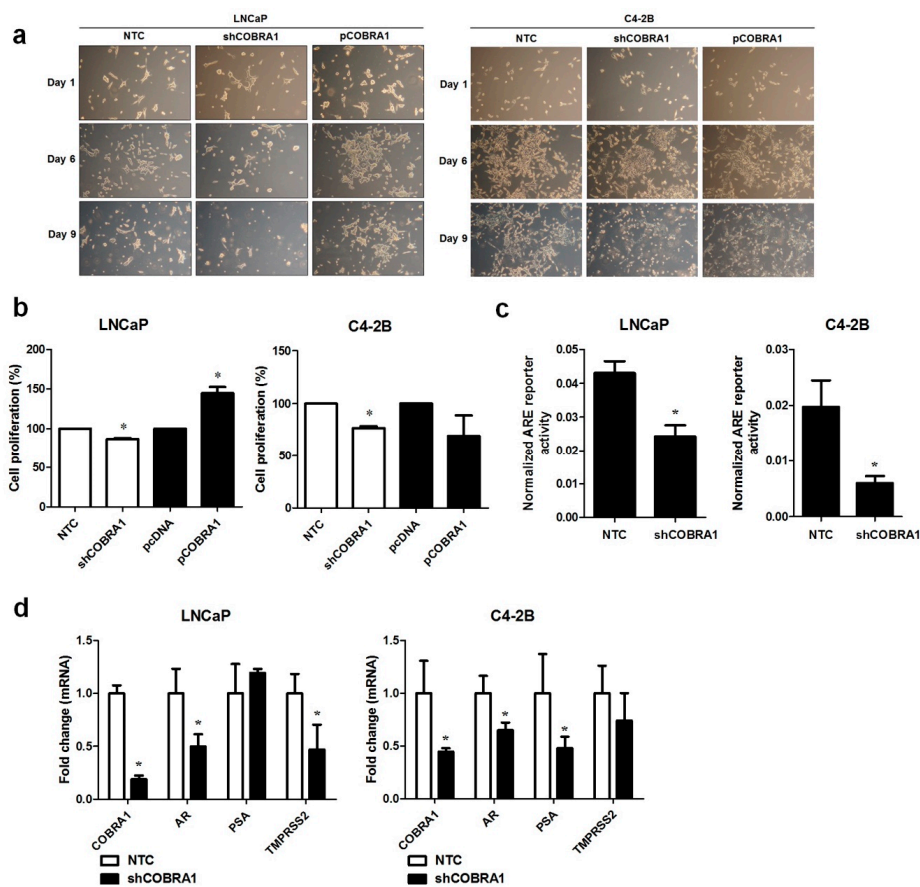 a
LNCaP
NTC shCOBRA1 pCOBRA1
Day 1
Day 6
Day 9
C4-2B
NTC shCOBRA1 pCOBRA1
Day 1
Day 6
Day 9
b
LNCaP
Cell proliferation (%)
200
150
100
50
0
*
*
NTC shCOBRA1 pcDNA pCOBRA1
C4-2B
Cell proliferation (%)
150
100
50
0
*
NTC shCOBRA1 pcDNA pCOBRA1
c
LNCaP
Normalized ARE reporter
activity
0.05
0.04
0.03
0.02
0.01
0.00
*
NTC shCOBRA1
C4-2B
Normalized ARE reporter
activity
0.03
0.02
0.01
0.00
*
NTC shCOBRA1
d
LNCaP
Fold change (mRNA)
1.5
1.0
0.5
0.0
*
*
*
COBRA1 AR PSA TMPRSS2
NTC
shCOBRA1
C4-2B
Fold change (mRNA)
1.5
1.0
0.5
0.0
*
*
*
COBRA1 AR PSA TMPRSS2
NTC
shCOBRA1